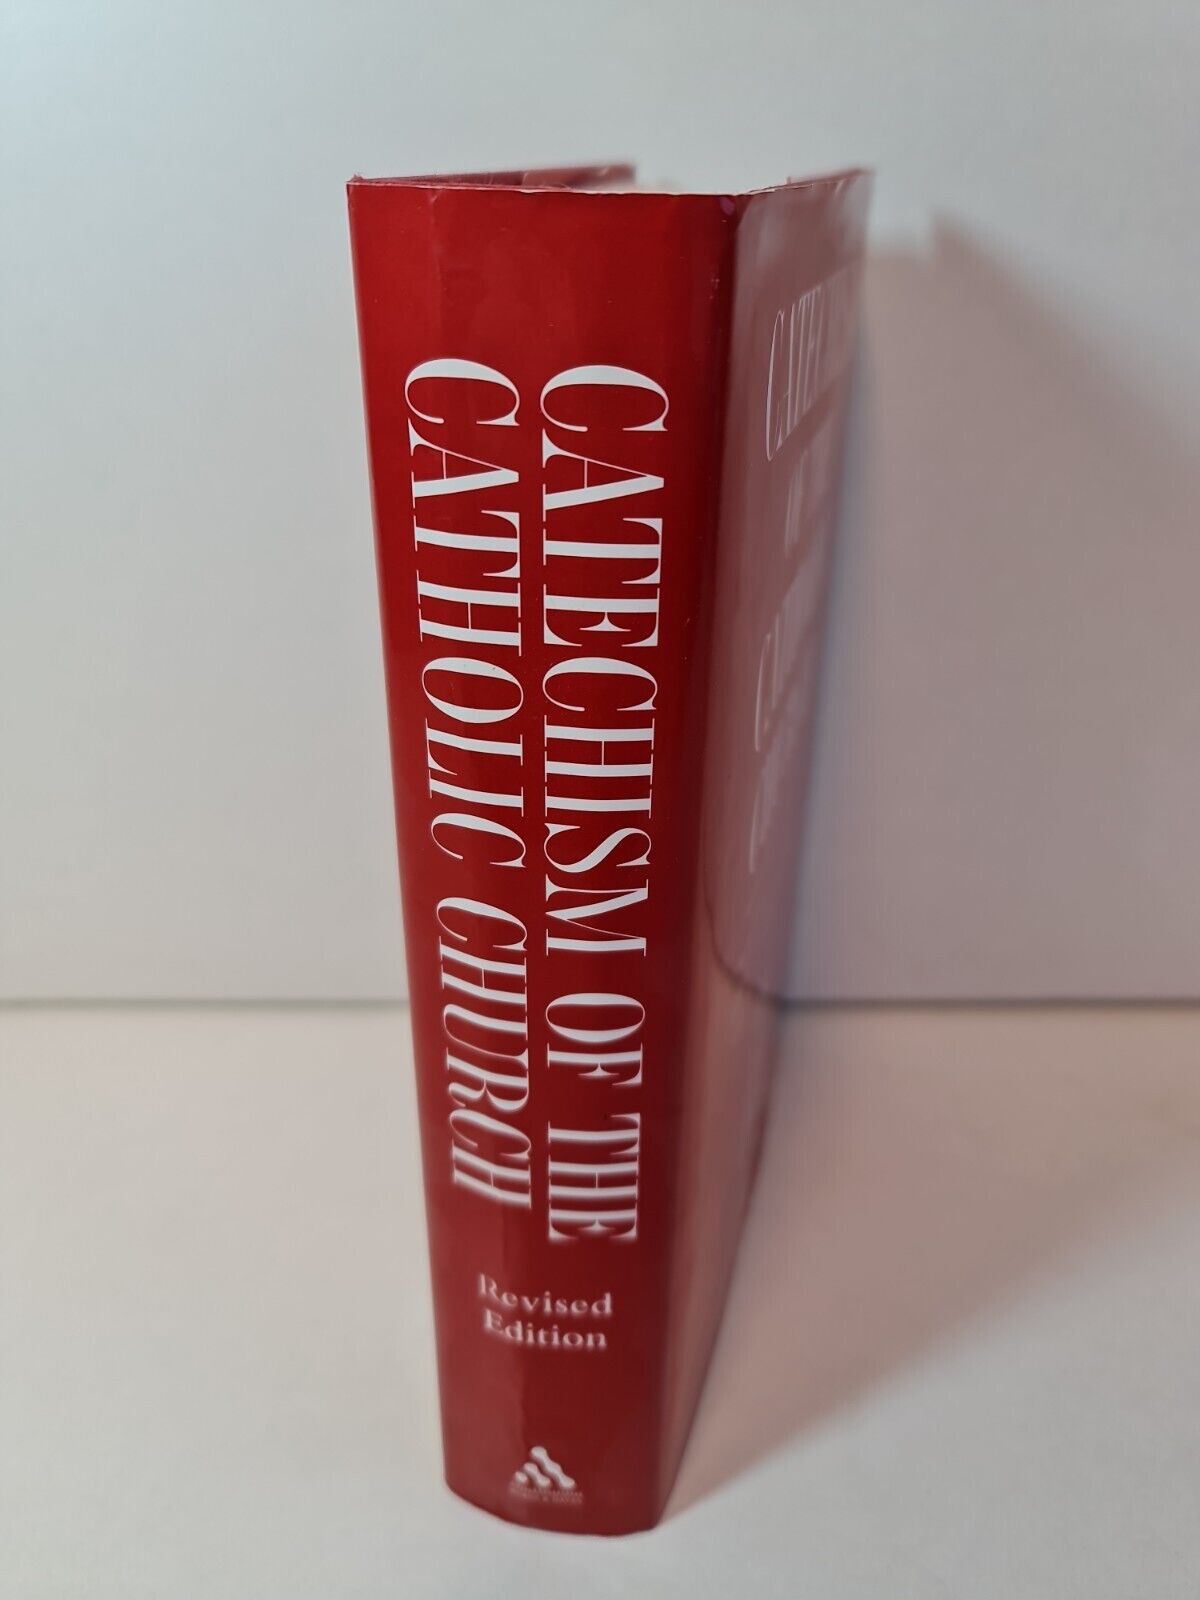 CATECHISM OF THE
CATHOLIC CHURCH
Revised
Edition